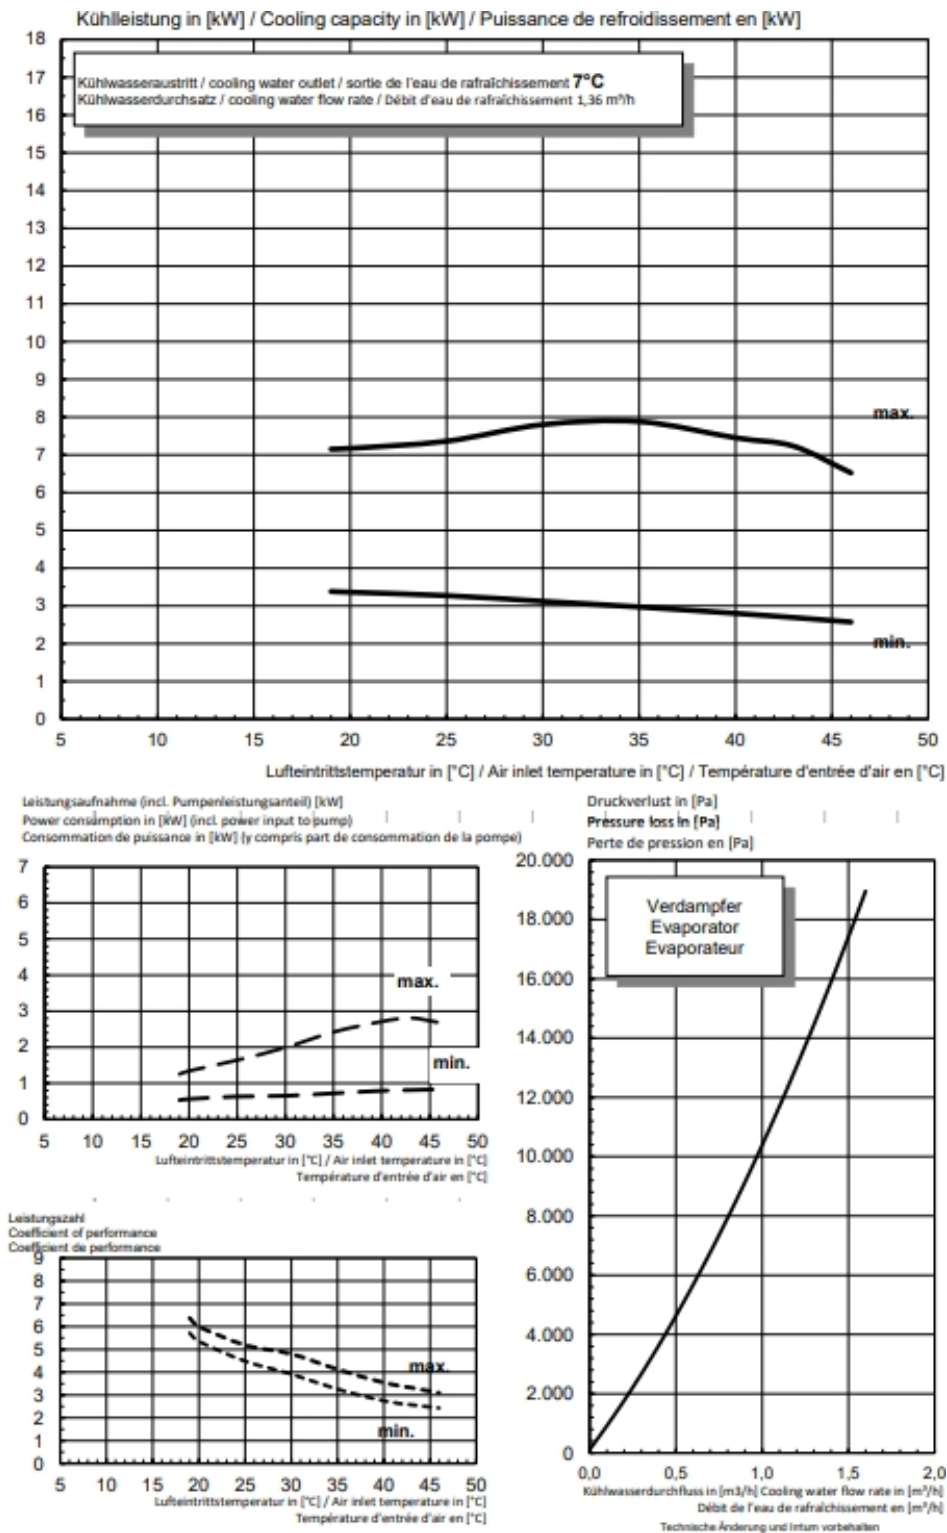 Kühlleistung in [kW] / Cooling capacity in [kW] / Puissance de refroidissement en [kW]
18
17
16
15
14
13
12
11
10
9
8
7
6
5
4
3
2
1
0
Kühlwasseraustritt / cooling water outlet / sortie de l'eau de rafraîchissement 7°C
Kühlwasserdurchsatz / cooling water flow rate / Débit d'eau de rafraîchissement 1,36 m³/h
max.
min.
5 10 15 20 25 30 35 40 45 50
Lufteintrittstemperatur in [°C] / Air inlet temperature in [°C] / Température d'entrée d'air en [°C]
Leistungsaufnahme (incl. Pumpenleistungsanteil) [kW]
Power consumption in [kW] (incl. power input to pump)
Consommation de puissance in [kW] (y compris part de consommation de la pompe)
7
6
5
4
3
2
1
0
max.
min.
5 10 15 20 25 30 35 40 45 50
Lufteintrittstemperatur in [°C] / Air inlet temperature in [°C]
Température d'entrée d'air en [°C]
Leistungszahl
Coefficient of performance
Coefficient de performance
9
8
7
6
5
4
3
2
1
0
max.
min.
5 10 15 20 25 30 35 40 45 50
Lufteintrittstemperatur in [°C] / Air inlet temperature in [°C]
Température d'entrée d'air en [°C]
Druckverlust in [Pa]
Pressure loss in [Pa]
Perte de pression en [Pa]
20.000
18.000
16.000
14.000
12.000
10.000
8.000
6.000
4.000
2.000
0
Verdampfer
Evaporator
Evaporateur
0,0 0,5 1,0 1,5 2,0
Kühlwasserdurchfluss in [m3/h] Cooling water flow rate in [m³/h]
Débit de l'eau de rafraîchissement en [m³/h]
Technische Änderung und Irrtum vorbehalten